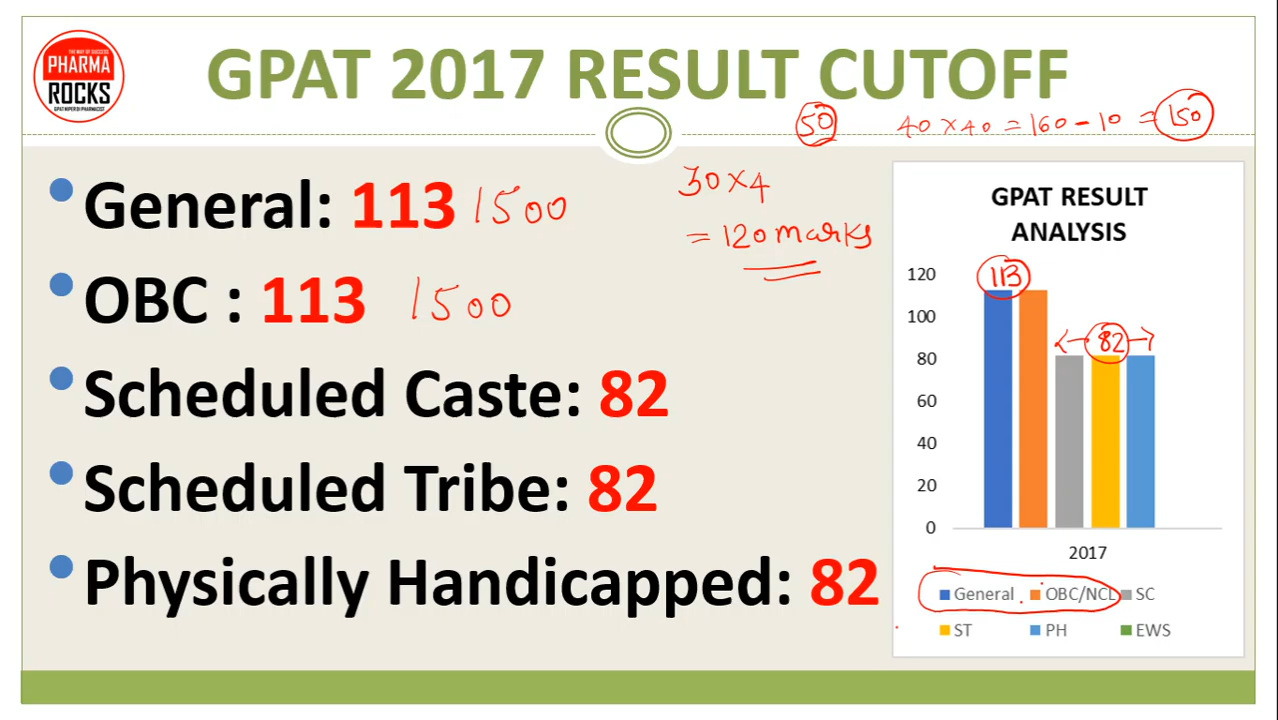 THE WAY OF SUCCESS
PHARMA
ROCKS
GPAT NIPER DI PHARMACIST
GPAT 2017 RESULT CUTOFF
50 40 x 40 = 160 - 10 = 150
General: 113 1500
30 x 4
= 120 marks
OBC : 113 1500
Scheduled Caste: 82
Scheduled Tribe: 82
Physically Handicapped: 82
GPAT RESULT
ANALYSIS
113
82
120
100
80
60
40
20
0
2017
General OBC/NCL SC
ST PH EWS